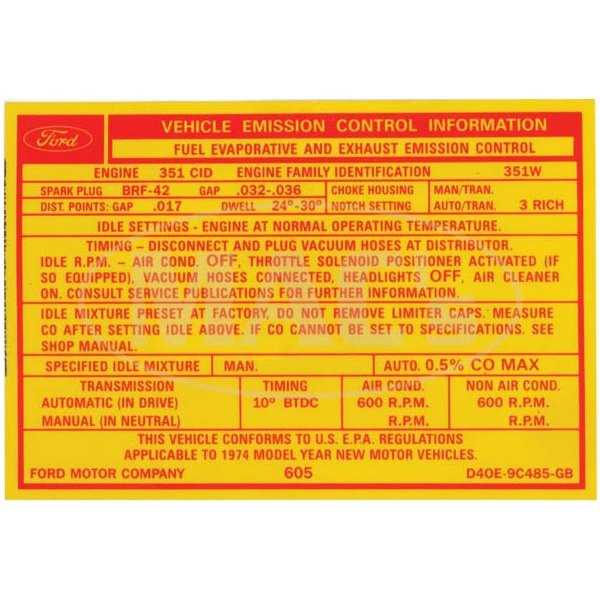 Ford
VEHICLE EMISSION CONTROL INFORMATION
FUEL EVAPORATIVE AND EXHAUST EMISSION CONTROL
ENGINE 351 CID ENGINE FAMILY IDENTIFICATION 351W
SPARK PLUG BRF-42 GAP .032-.036 CHOKE HOUSING MAN/TRAN.
DIST. POINTS: GAP .017 DWELL 24°-30° NOTCH SETTING AUTO/TRAN. 3 RICH
IDLE SETTINGS - ENGINE AT NORMAL OPERATING TEMPERATURE.
TIMING – DISCONNECT AND PLUG VACUUM HOSES AT DISTRIBUTOR.
IDLE R.P.M. – AIR COND. OFF, THROTTLE SOLENOID POSITIONER ACTIVATED (IF
SO EQUIPPED), VACUUM HOSES CONNECTED, HEADLIGHTS OFF, AIR CLEANER
ON. CONSULT SERVICE PUBLICATIONS FOR FURTHER INFORMATION.
IDLE MIXTURE PRESET AT FACTORY, DO NOT REMOVE LIMITER CAPS. MEASURE
CO AFTER SETTING IDLE ABOVE. IF CO CANNOT BE SET TO SPECIFICATIONS. SEE
SHOP MANUAL.
SPECIFIED IDLE MIXTURE MAN. AUTO. 0.5% CO MAX
TRANSMISSION TIMING AIR COND. NON AIR COND.
AUTOMATIC (IN DRIVE) 10° BTDC 600 R.P.M. 600 R.P.M.
MANUAL (IN NEUTRAL) R.P.M. R.P.M.
THIS VEHICLE CONFORMS TO U.S. E.P.A. REGULATIONS
APPLICABLE TO 1974 MODEL YEAR NEW MOTOR VEHICLES.
FORD MOTOR COMPANY 605 D4OE-9C485-GB